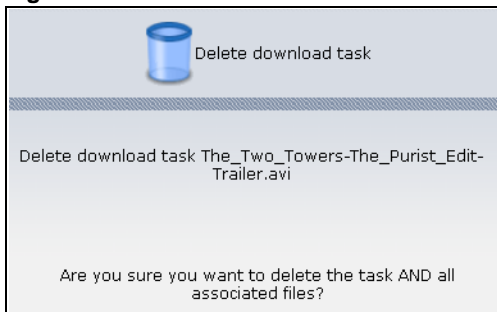 Delete download task
Delete download task The_Two_Towers-The_Purist_Edit-
Trailer.avi
Are you sure you want to delete the task AND all
associated files?